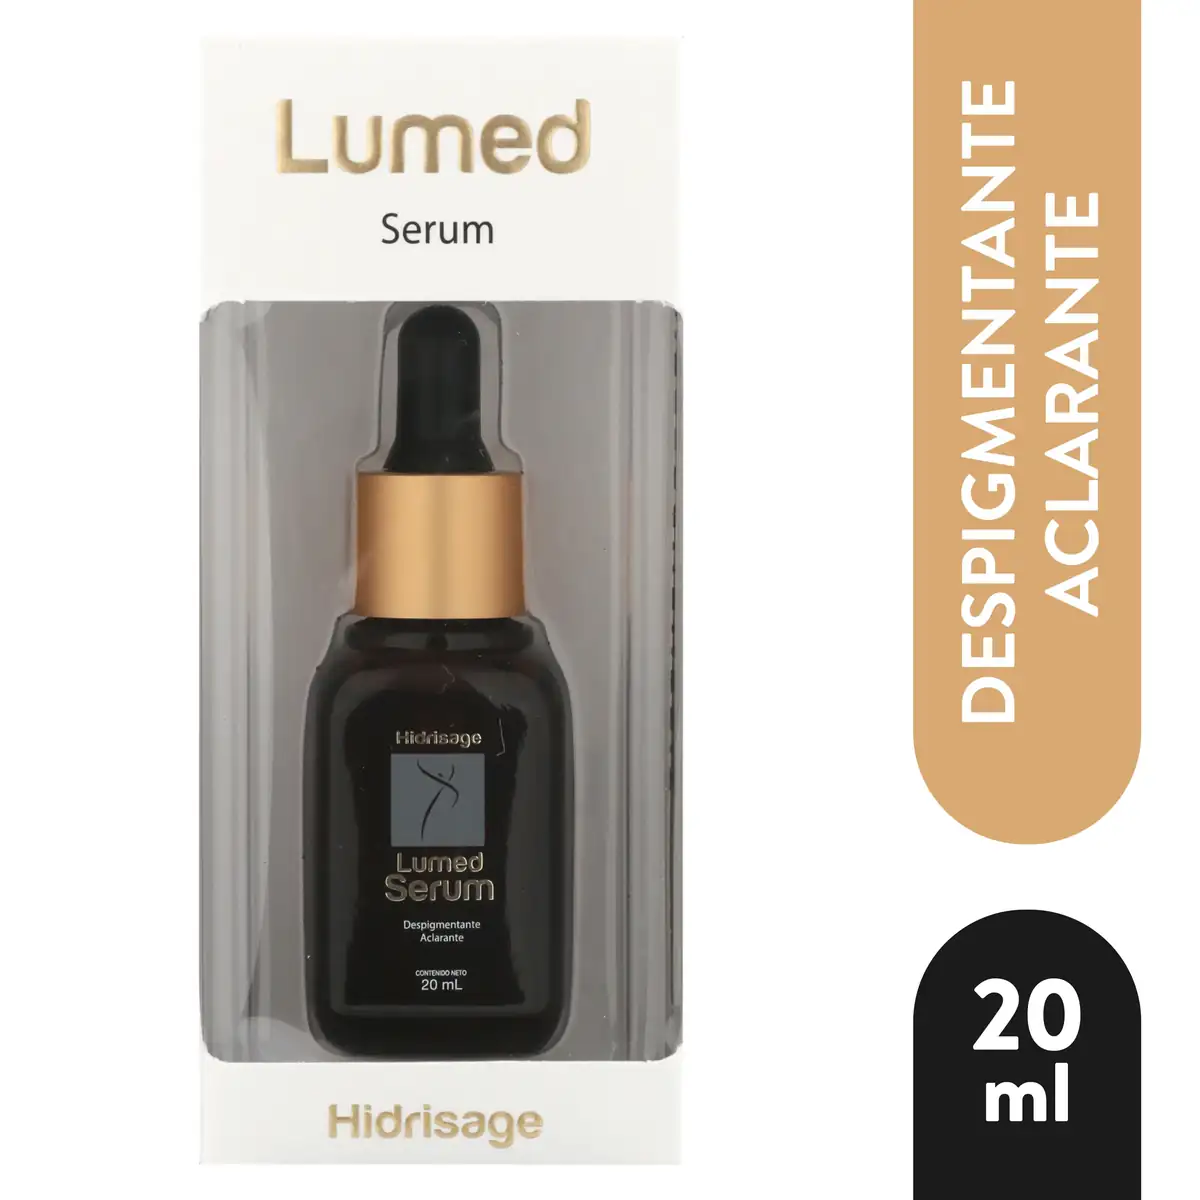 Lumed
Serum
Hidrisage
Lumed
Serum
Despigmentante
Aclarante
CONTENIDO NETO
20 mL
Hidrisage
DESPIGMENTANTE
ACLARANTE
20
ml